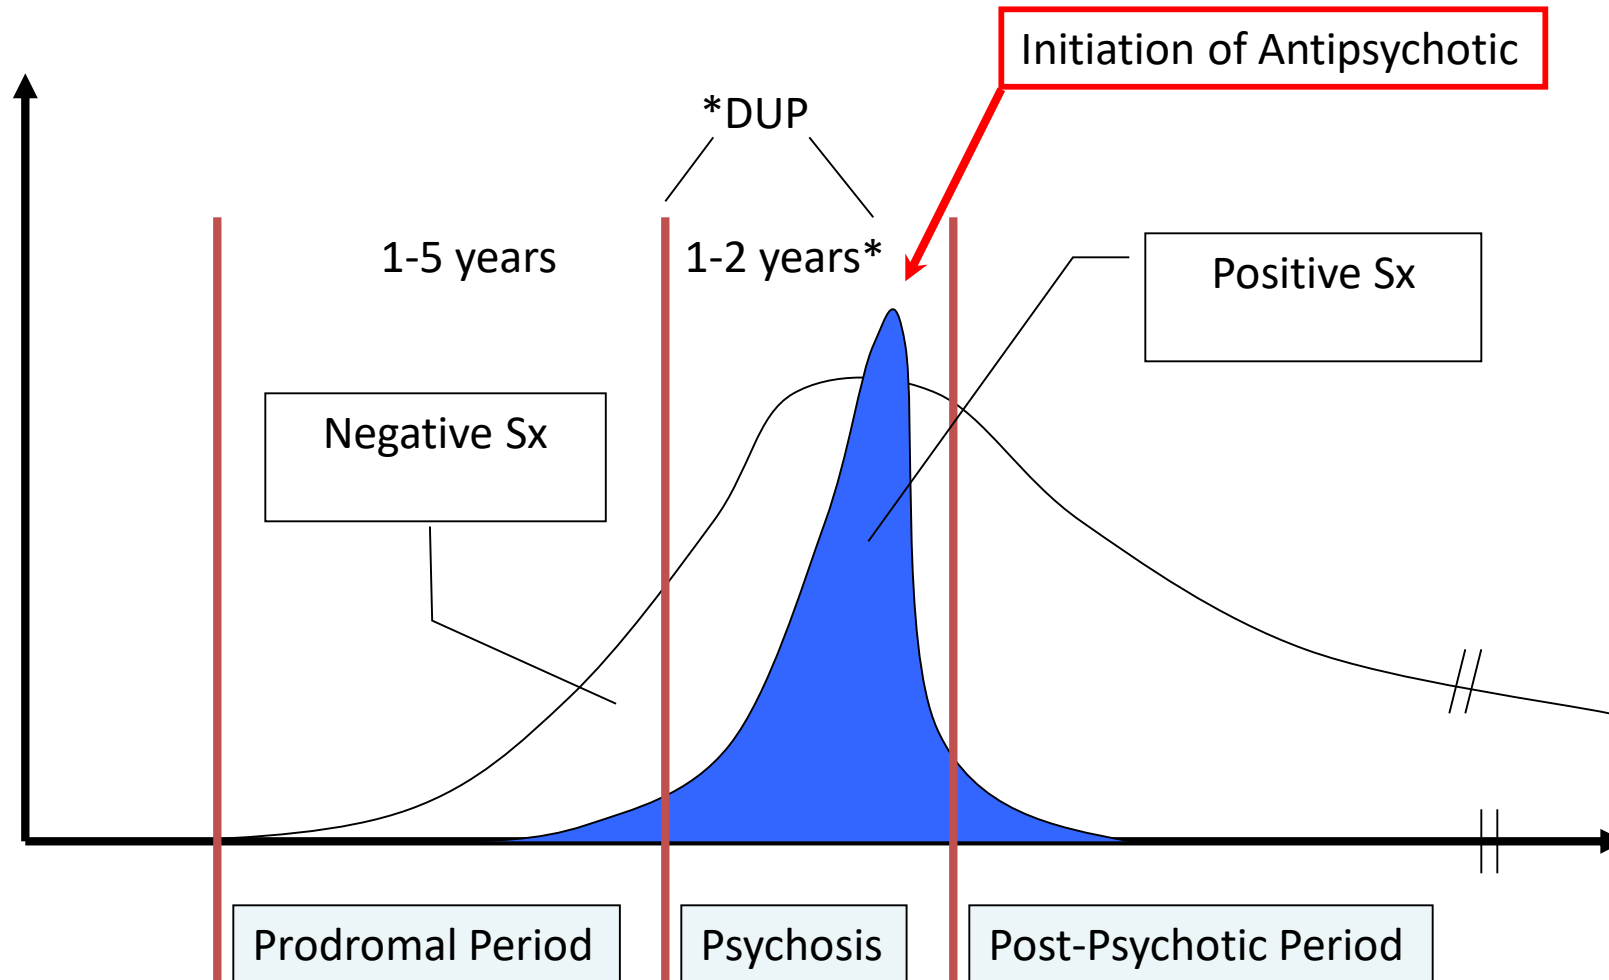 Initiation of Antipsychotic
*DUP
1-5 years
1-2 years*
Positive Sx
Negative Sx
Prodromal Period
Psychosis
Post-Psychotic Period